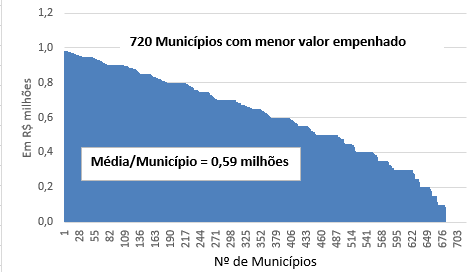 720 Municípios com menor valor empenhado
Em R$ milhões
1,2
1,0
0,8
0,6
0,4
0,2
0,0
Média/Município = 0,59 milhões
1 28 55 82 109 136 163 190 217 244 271 298 325 352 379 406 433 460 487 514 541 568 595 622 649 676 703
Nº de Municípios